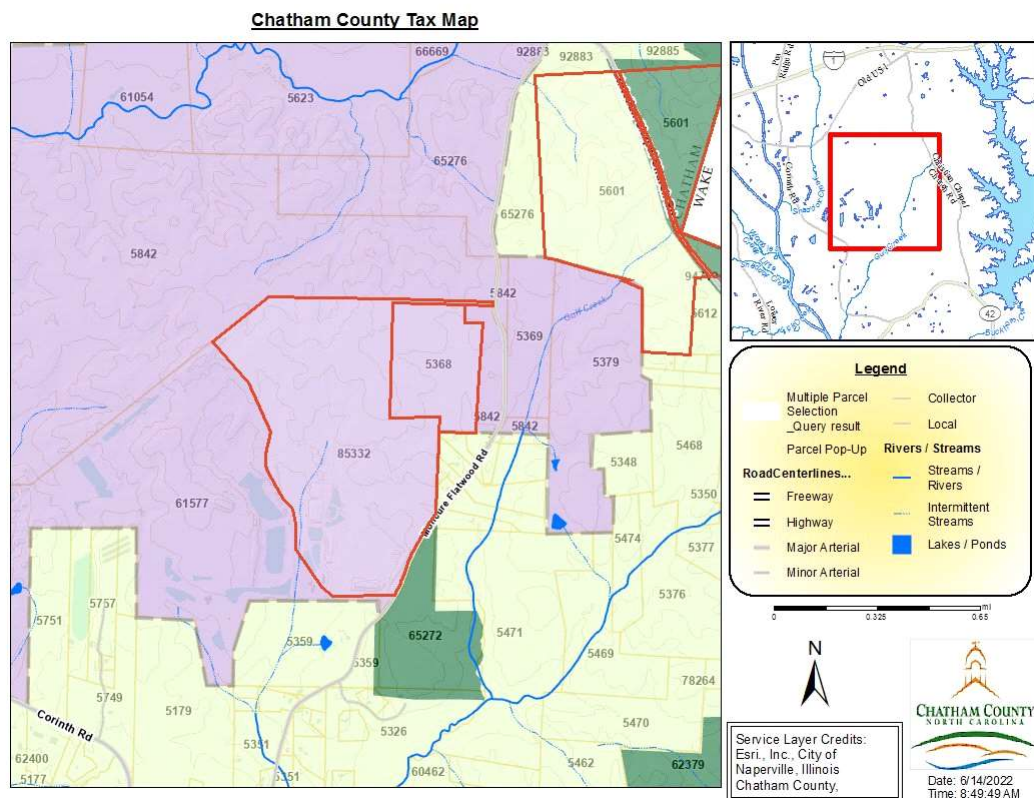 Chatham County Tax Map
66669
92883
92883
92885
61054
5623
5601
65276
5601
CHATHAM
WAKE
65276
5842
5842
5612
Gulf Creek
5369
5379
5368
5842
5842
85332
5468
5348
Moncure Flatwood Rd
61577
5350
5474
5377
5376
5757
5751
65272
5471
5359
5359
5469
78264
5749
5179
5326
5470
Corinth Rd
5351
5351
5462
62400
5177
60462
62379
1
Old US 1
Corinth Rd
Gulf Creek
42
Legend
Multiple Parcel
Selection
_Query result
Parcel Pop-Up
RoadCenterlines...
Freeway
Highway
Major Arterial
Minor Arterial
Collector
Local
Rivers / Streams
Streams /
Rivers
Intermittent
Streams
Lakes / Ponds
mi
0 0.325 0.65
N
CHATHAM COUNTY
NORTH CAROLINA
Service Layer Credits:
Esri., Inc., City of
Naperville, Illinois
Chatham County,
Date: 6/14/2022
Time: 8:49:49 AM